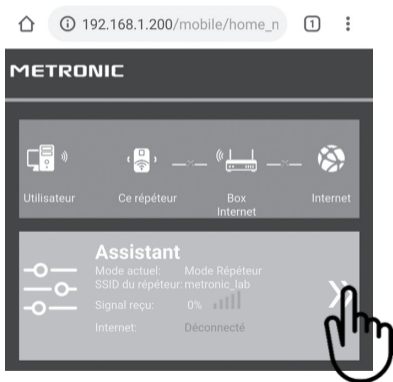 192.168.1.200/mobile/home_n
1
METRONIC
Utilisateur
Ce répéteur
Box Internet
Internet
Assistant
Mode actuel: Mode Répéteur
SSID du répéteur: metronic_lab
Signal reçu: 0%
Internet: Déconnecté